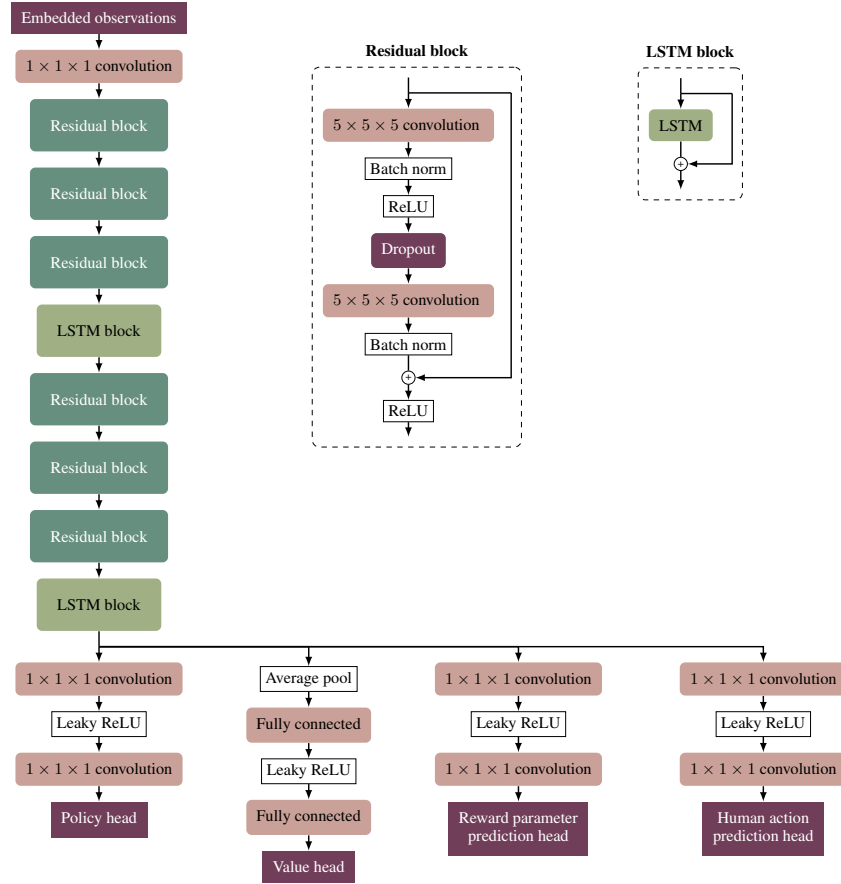 Embedded observations
1 × 1 × 1 convolution
Residual block
Residual block
Residual block
LSTM block
Residual block
Residual block
Residual block
LSTM block
Residual block
5 × 5 × 5 convolution
Batch norm
ReLU
Dropout
5 × 5 × 5 convolution
Batch norm
+
ReLU
LSTM block
LSTM
+
1 × 1 × 1 convolution
Leaky ReLU
1 × 1 × 1 convolution
Policy head
Average pool
Fully connected
Leaky ReLU
Fully connected
Value head
1 × 1 × 1 convolution
Leaky ReLU
1 × 1 × 1 convolution
Reward parameter
prediction head
1 × 1 × 1 convolution
Leaky ReLU
1 × 1 × 1 convolution
Human action
prediction head